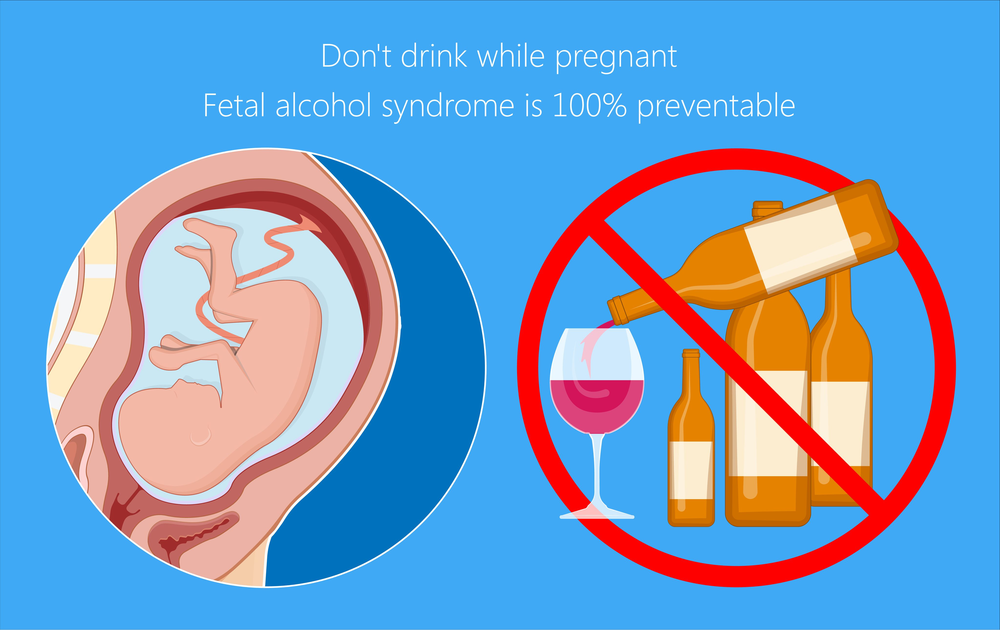 Don't drink while pregnant
Fetal alcohol syndrome is 100% preventable